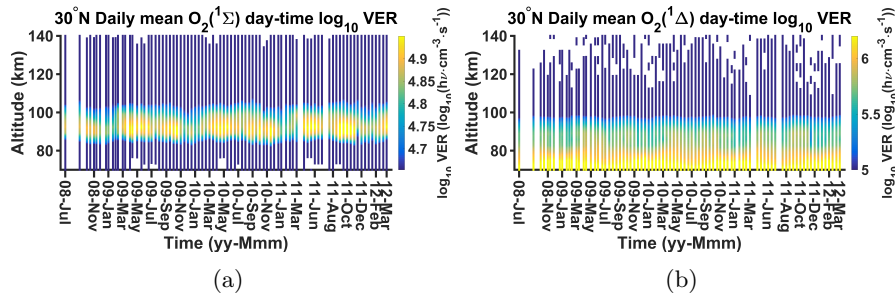 30°N Daily mean O₂(¹Σ) day-time log₁₀ VER
Altitude (km)
140
120
100
80
08-Jul
08-Nov
09-Jan
09-Mar
09-May
09-Jul
09-Sep
09-Nov
10-Jan
10-Mar
10-May
10-Jul
10-Sep
10-Nov
11-Jan
11-Mar
11-Jun
11-Aug
11-Oct
11-Dec
12-Feb
12-Mar
Time (yy-Mmm)
4.9
4.85
4.8
4.75
4.7
log₁₀ VER (log₁₀(hν·cm⁻³·s⁻¹)
(a)
30°N Daily mean O₂(¹Δ) day-time log₁₀ VER
Altitude (km)
140
120
100
80
08-Jul
08-Nov
09-Jan
09-Mar
09-May
09-Jul
09-Sep
09-Nov
10-Jan
10-Mar
10-May
10-Jul
10-Sep
10-Nov
11-Jan
11-Mar
11-Jun
11-Aug
11-Oct
11-Dec
12-Feb
12-Mar
Time (yy-Mmm)
6
5.5
5
log₁₀ VER (log₁₀(hν·cm⁻³·s⁻¹)
(b)